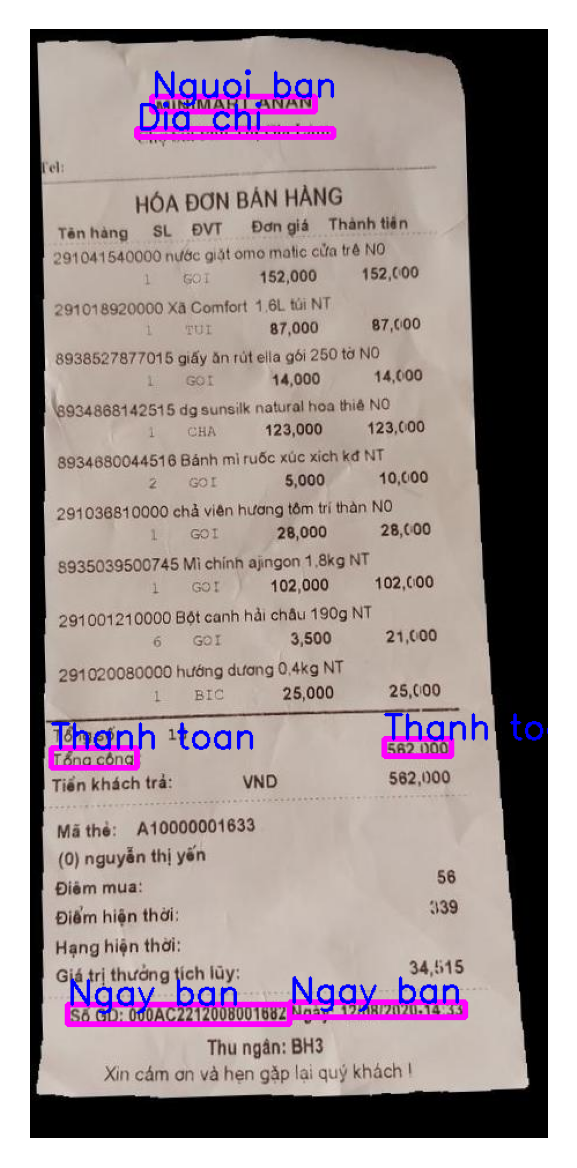 Nguoi ban
MINIMART ANAN
Dia chi
Tel:
HÓA ĐƠN BÁN HÀNG
Tên hàng SL ĐVT Đơn giá Thành tiền
291041540000 nước giặt omo matic cửa trê N0
1 GOI 152,000 152,000
291018920000 Xã Comfort 1,6L túi NT
1 TUI 87,000 87,000
8938527877015 giấy ăn rút ella gói 250 tờ N0
1 GOI 14,000 14,000
8934868142515 dg sunsilk natural hoa thiê N0
1 CHA 123,000 123,000
8934680044516 Bánh mì ruốc xúc xích kđ NT
2 GOI 5,000 10,000
291036810000 chả viên hương tôm trí thàn N0
1 GOI 28,000 28,000
8935039500745 Mì chính ajingon 1,8kg NT
1 GOI 102,000 102,000
291001210000 Bột canh hải châu 190g NT
6 GOI 3,500 21,000
291020080000 hướng dương 0,4kg NT
1 BIC 25,000 25,000
Thanh toan Thanh to
Tổng cộng 562.000
Tiền khách trả: VND 562,000
Mã thẻ: A10000001633
(0) nguyễn thị yến
Điểm mua: 56
Điểm hiện thời: 339
Hạng hiện thời:
Giá trị thưởng tích lũy: 34,515
Ngay ban Ngay ban
Số GD: 000AC2212008001682 Ngày: 12/08/2020-14:33
Thu ngân: BH3
Xin cám ơn và hẹn gặp lại quý khách !